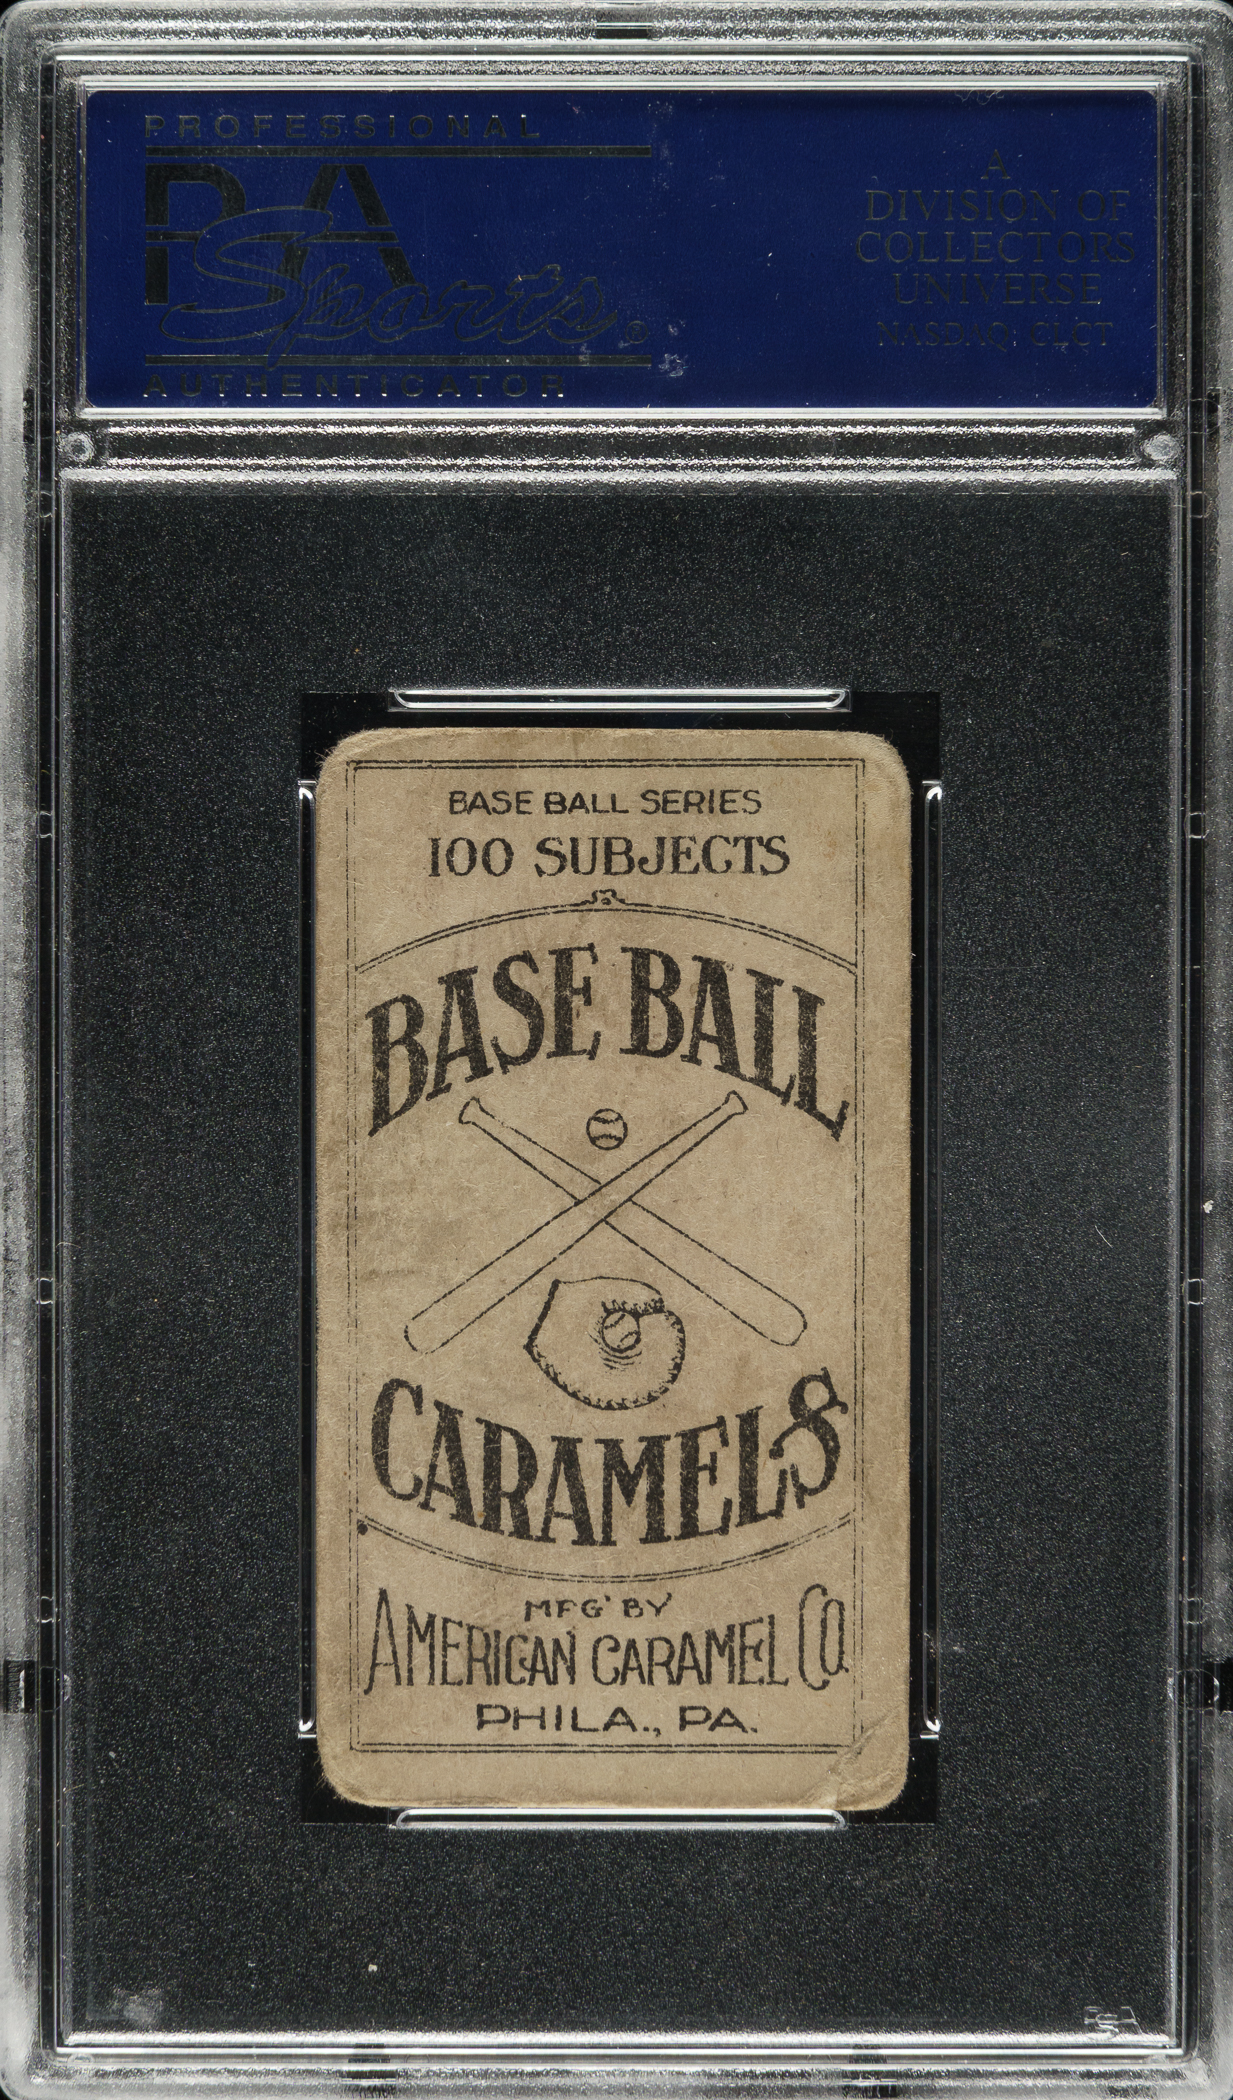 PROFESSIONAL
PSA
Sports®
AUTHENTICATOR
A
DIVISION OF
COLLECTORS
UNIVERSE
NASDAQ: CLCT
BASE BALL SERIES
100 SUBJECTS
BASE BALL
CARAMELS
MFG' BY
AMERICAN CARAMEL CO.
PHILA., PA.
PSA